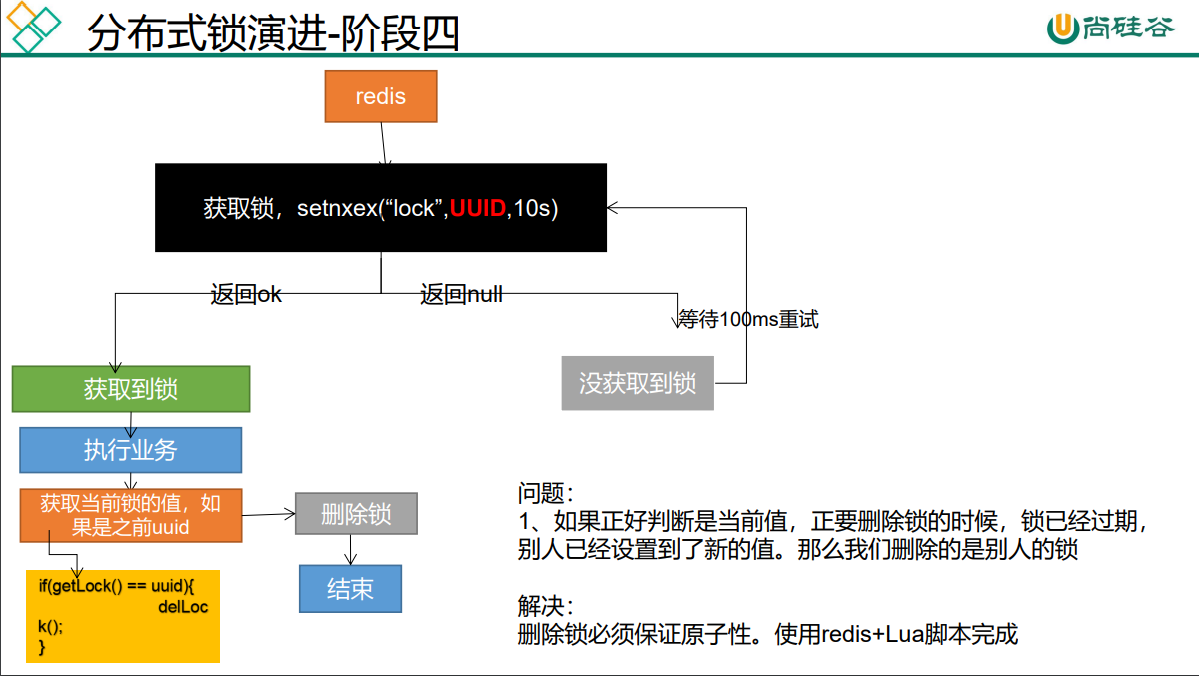 分布式锁演进-阶段四
尚硅谷
redis
获取锁，setnxex(“lock”,UUID,10s)
返回ok
返回null
等待100ms重试
获取到锁
没获取到锁
执行业务
获取当前锁的值，如
果是之前uuid
删除锁
结束
if(getLock() == uuid){
delLoc
k();
}
问题：
1、如果正好判断是当前值，正要删除锁的时候，锁已经过期，
别人已经设置到了新的值。那么我们删除的是别人的锁
解决：
删除锁必须保证原子性。使用redis+Lua脚本完成